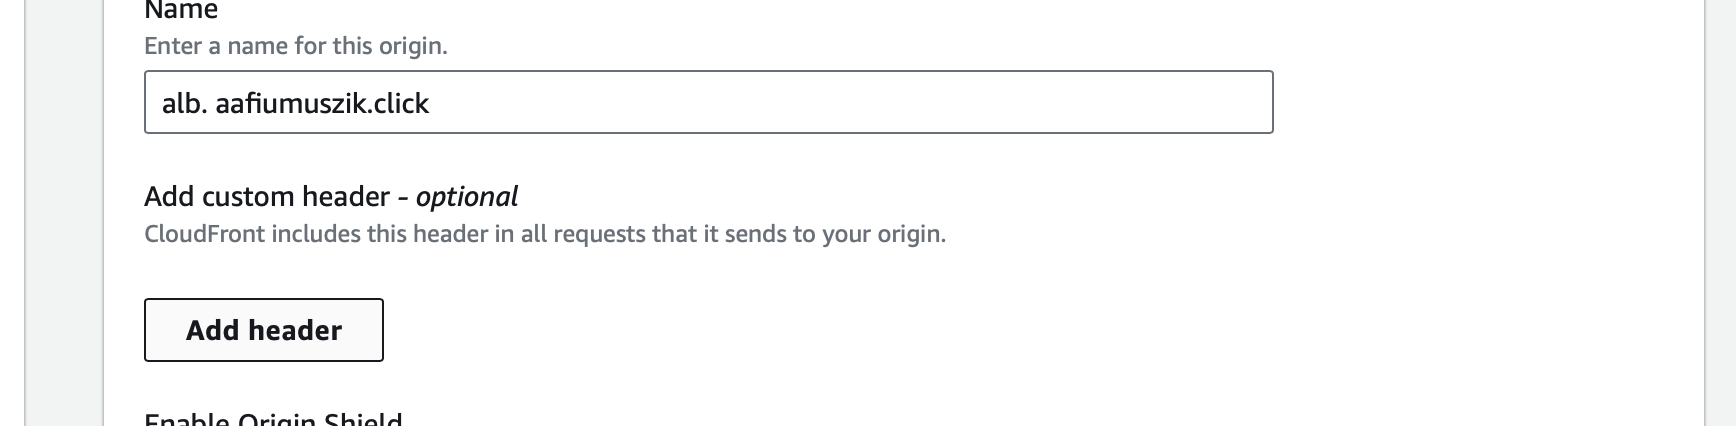 Name
Enter a name for this origin.
alb. aafiumuszik.click
Add custom header - optional
CloudFront includes this header in all requests that it sends to your origin.
Add header
Enable Origin Shield